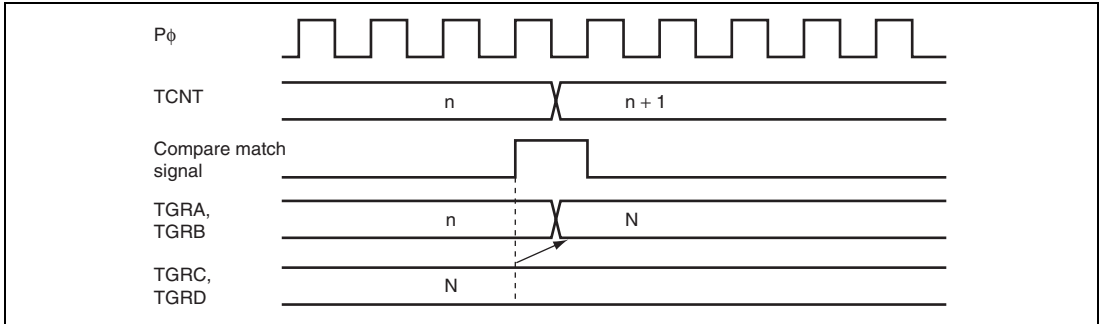 Pφ
TCNT
n
n + 1
Compare match
signal
TGRA,
TGRB
n
N
TGRC,
TGRD
N